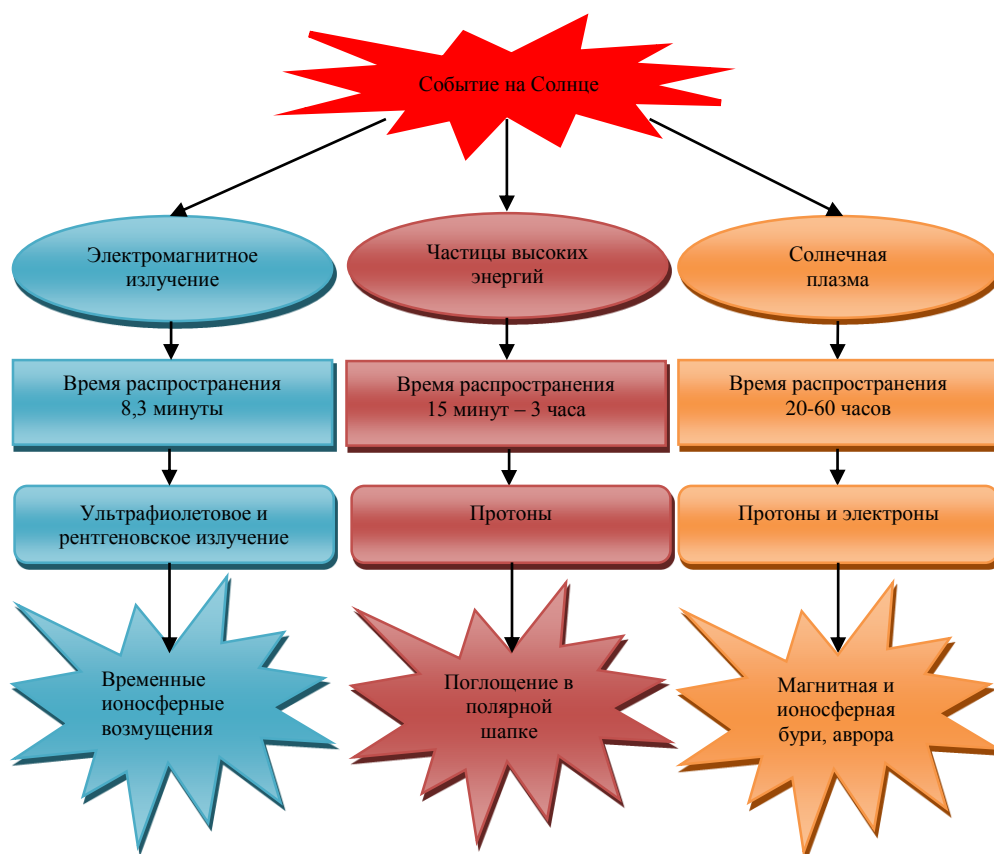 Событие на Солнце
Электромагнитное
излучение
Частицы высоких
энергий
Солнечная
плазма
Время распространения
8,3 минуты
Время распространения
15 минут – 3 часа
Время распространения
20-60 часов
Ультрафиолетовое и
рентгеновское излучение
Протоны
Протоны и электроны
Временные
ионосферные
возмущения
Поглощение в
полярной
шапке
Магнитная и
ионосферная
бури, аврора